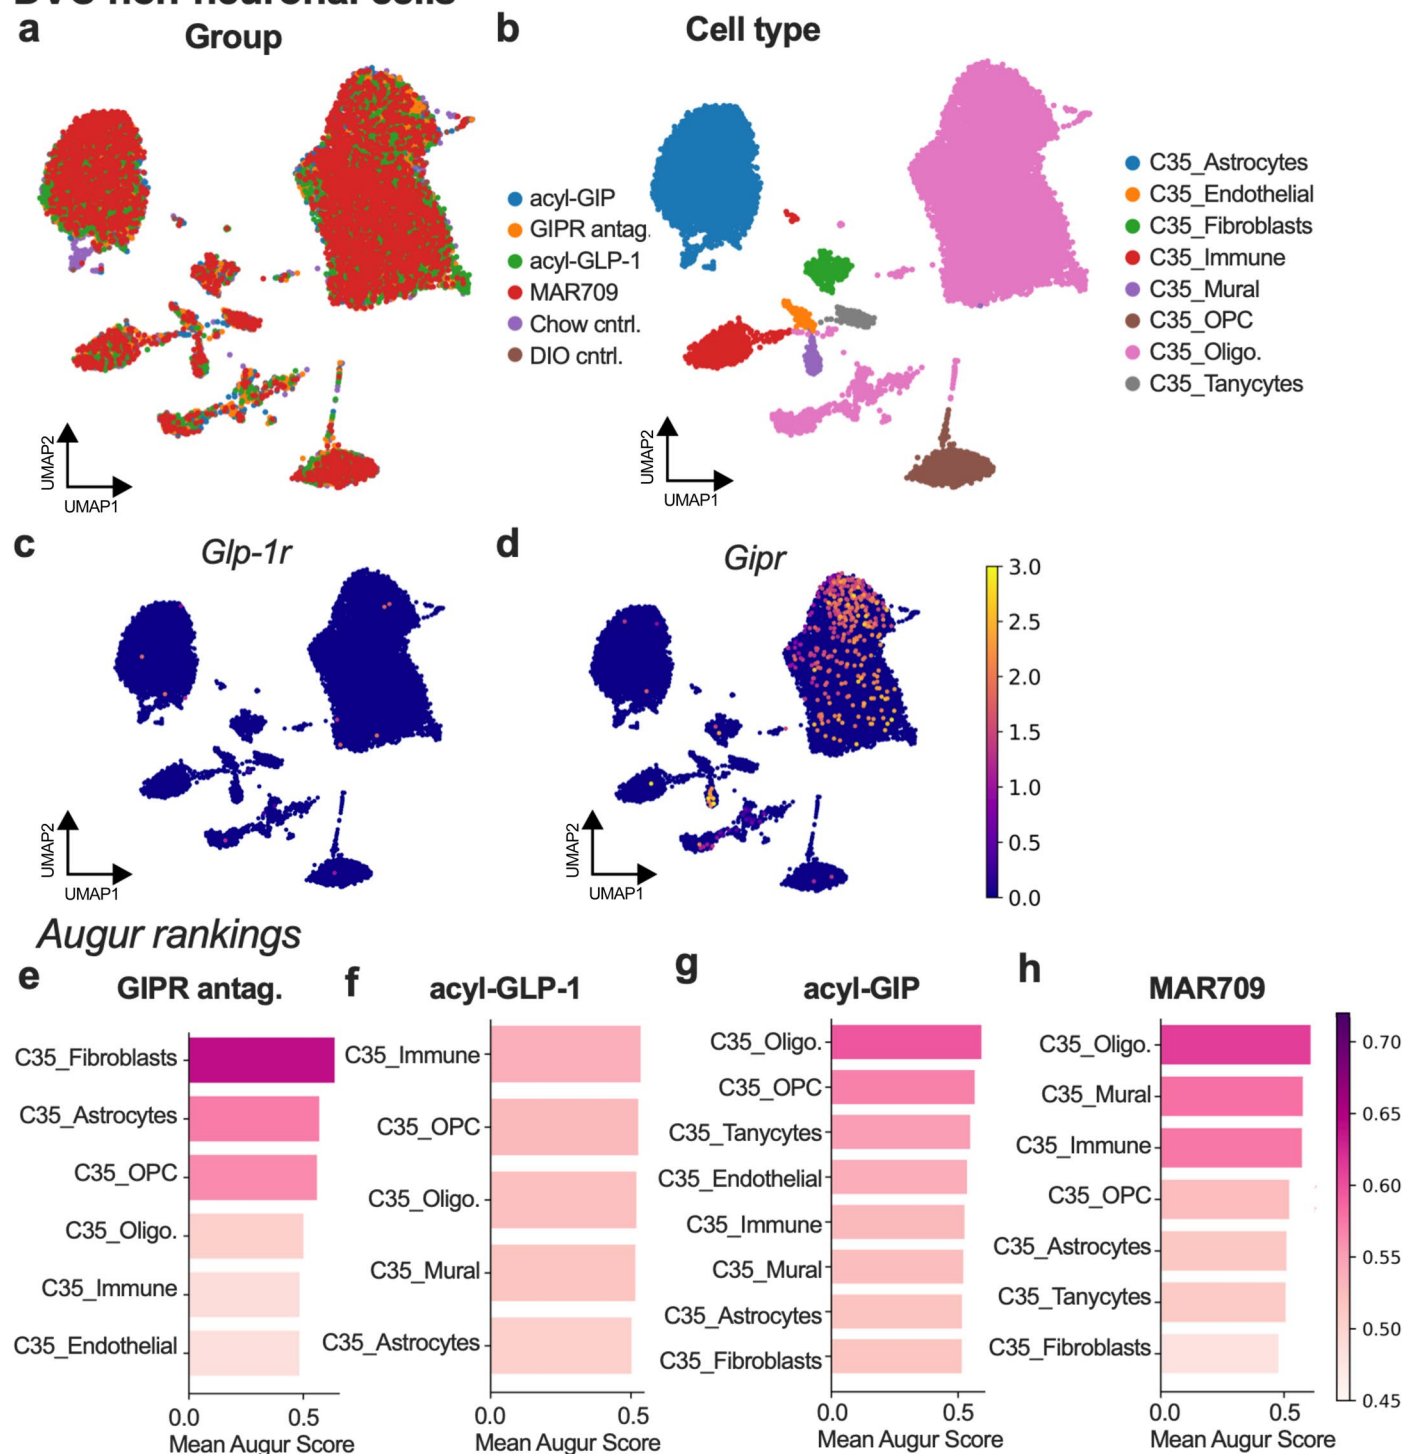 DVC non-neuronal cells
a
Group
b
Cell type
acyl-GIP
GIPR antag.
acyl-GLP-1
MAR709
Chow cntrl.
DIO cntrl.
C35_Astrocytes
C35_Endothelial
C35_Fibroblasts
C35_Immune
C35_Mural
C35_OPC
C35_Oligo.
C35_Tanycytes
UMAP2
UMAP1
UMAP2
UMAP1
c
Glp-1r
d
Gipr
3.0
2.5
2.0
1.5
1.0
0.5
0.0
UMAP2
UMAP1
UMAP2
UMAP1
Augur rankings
e
GIPR antag.
C35_Fibroblasts
C35_Astrocytes
C35_OPC
C35_Oligo.
C35_Immune
C35_Endothelial
0.0 0.5
Mean Augur Score
f
acyl-GLP-1
C35_Immune
C35_OPC
C35_Oligo.
C35_Mural
C35_Astrocytes
0.0 0.5
Mean Augur Score
g
acyl-GIP
C35_Oligo.
C35_OPC
C35_Tanycytes
C35_Endothelial
C35_Immune
C35_Mural
C35_Astrocytes
C35_Fibroblasts
0.0 0.5
Mean Augur Score
h
MAR709
C35_Oligo.
C35_Mural
C35_Immune
C35_OPC
C35_Astrocytes
C35_Tanycytes
C35_Fibroblasts
0.0 0.5
Mean Augur Score
0.70
0.65
0.60
0.55
0.50
0.45